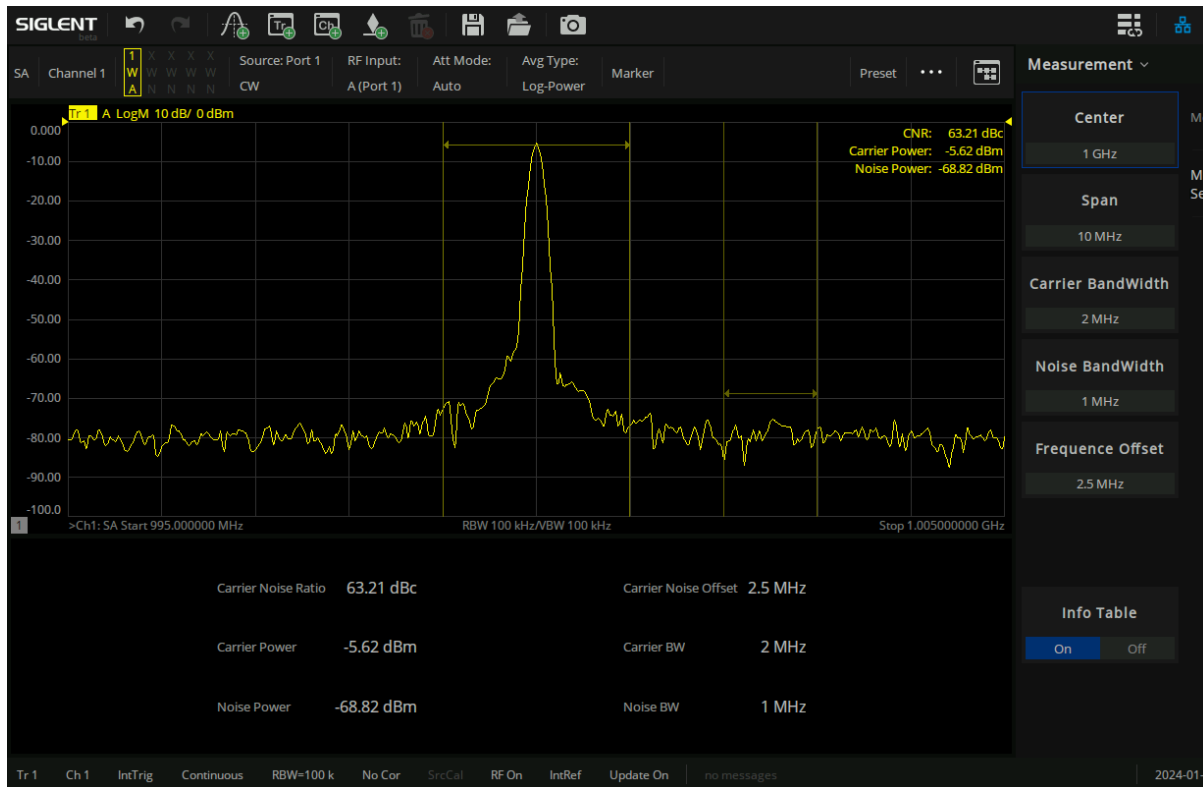 SIGLENT
beta
Tr
Ch
SA
Channel 1
1 X X X X
W W W W W
A N N N N
Source: Port 1
CW
RF Input:
A (Port 1)
Att Mode:
Auto
Avg Type:
Log-Power
Marker
Preset
Measurement
Tr 1 A LogM 10 dB/ 0 dBm
0.000
-10.00
-20.00
-30.00
-40.00
-50.00
-60.00
-70.00
-80.00
-90.00
-100.0
CNR: 63.21 dBc
Carrier Power: -5.62 dBm
Noise Power: -68.82 dBm
1
>Ch1: SA Start 995.000000 MHz
RBW 100 kHz/VBW 100 kHz
Stop 1.005000000 GHz
Center
1 GHz
Span
10 MHz
Carrier BandWidth
2 MHz
Noise BandWidth
1 MHz
Frequence Offset
2.5 MHz
Info Table
On Off
Carrier Noise Ratio 63.21 dBc
Carrier Noise Offset 2.5 MHz
Carrier Power -5.62 dBm
Carrier BW 2 MHz
Noise Power -68.82 dBm
Noise BW 1 MHz
Tr 1 Ch 1 IntTrig Continuous RBW=100 k No Cor SrcCal RF On IntRef Update On no messages 2024-01-